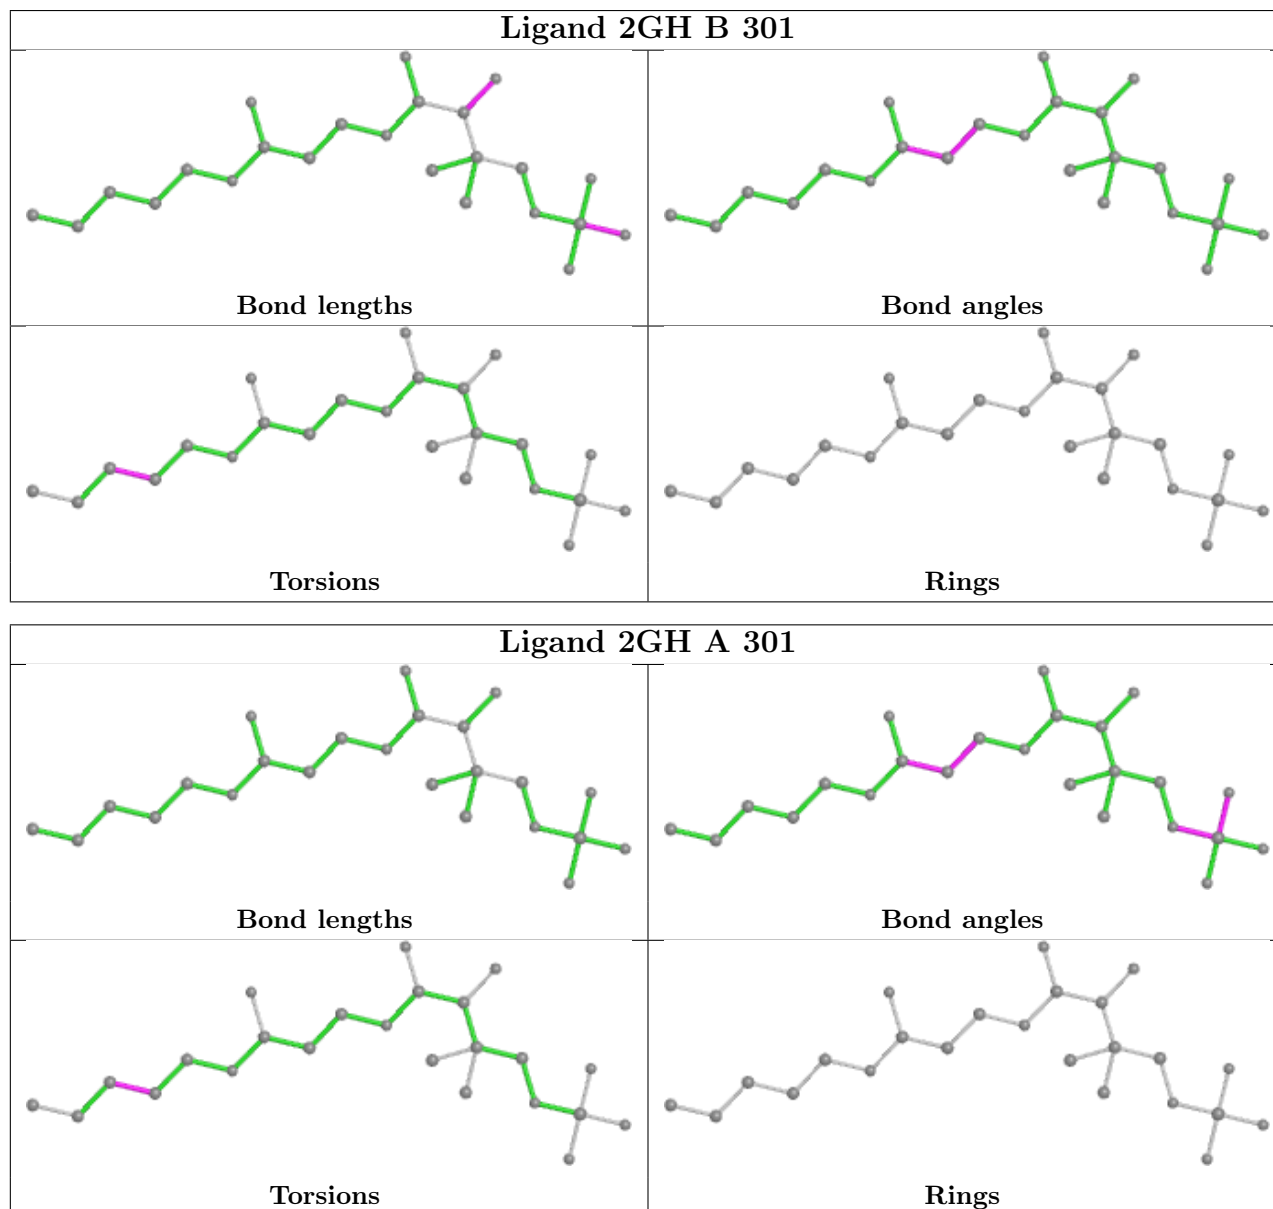 Ligand 2GH B 301
Bond lengths
Bond angles
Torsions
Rings
Ligand 2GH A 301
Bond lengths
Bond angles
Torsions
Rings